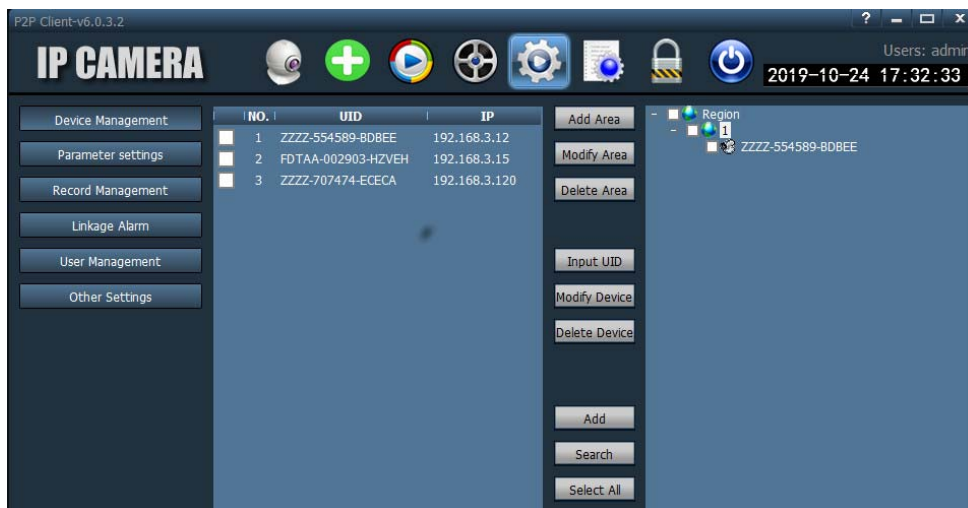 P2P Client-v6.0.3.2
IP CAMERA
Users: admin
2019-10-24 17:32:33
Device Management
Parameter settings
Record Management
Linkage Alarm
User Management
Other Settings
NO. UID IP
1 ZZZZ-554589-BDBEE 192.168.3.12
2 FDTAA-002903-HZVEH 192.168.3.15
3 ZZZZ-707474-ECECA 192.168.3.120
Add Area
Modify Area
Delete Area
Input UID
Modify Device
Delete Device
Add
Search
Select All
Region
1
ZZZZ-554589-BDBEE